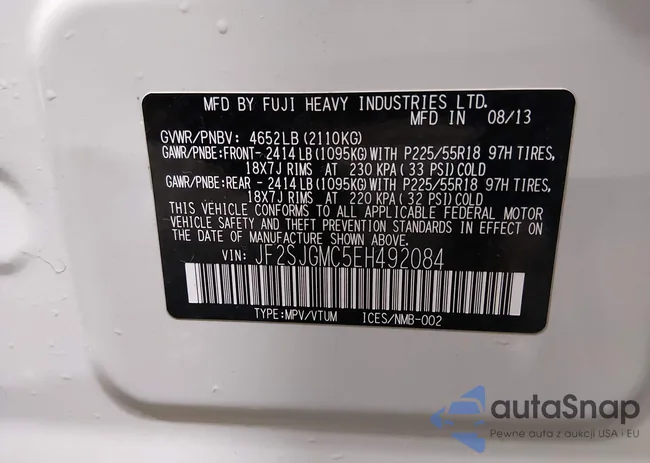 MFD BY FUJI HEAVY INDUSTRIES LTD.
MFD IN 08/13
GVWR/PNBV: 4652LB (2110KG)
GAWR/PNBE:FRONT- 2414 LB (1095KG) WITH P225/55R18 97H TIRES,
18X7J RIMS AT 230 KPA (33 PSI) COLD
GAWR/PNBE:REAR - 2414 LB (1095KG) WITH P225/55R18 97H TIRES,
18X7J RIMS AT 220 KPA (32 PSI) COLD
THIS VEHICLE CONFORMS TO ALL APPLICABLE FEDERAL MOTOR
VEHICLE SAFETY AND THEFT PREVENTION STANDARDS IN EFFECT
ON THE DATE OF MANUFACTURE SHOWN ABOVE.
VIN: JF2SJGMC5EH492084
TYPE:MPV/VTUM ICES/NMB-002
autaSnap
Pewne auta z aukcji USA - EU